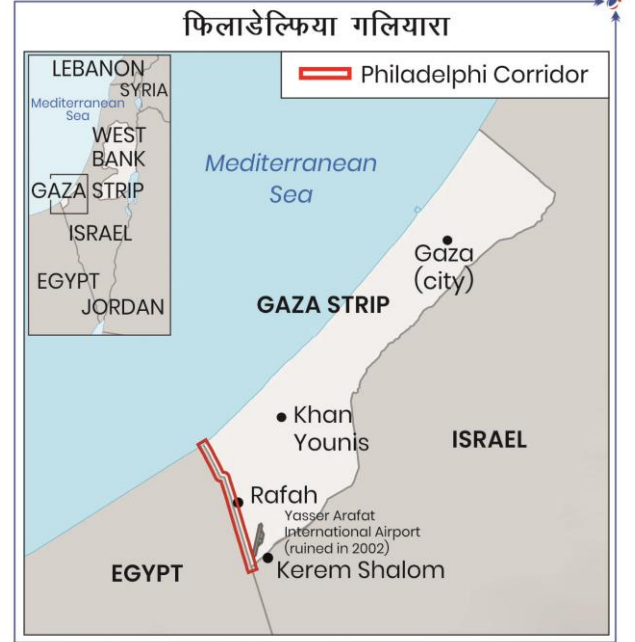 फिलाडेल्फिया गलियारा
Philadelphi Corridor
LEBANON
SYRIA
Mediterranean
Sea
WEST
BANK
GAZA STRIP
ISRAEL
EGYPT
JORDAN
Mediterranean
Sea
Gaza
(city)
GAZA STRIP
Khan
Younis
ISRAEL
Rafah
Yasser Arafat
International Airport
(ruined in 2002)
Kerem Shalom
EGYPT